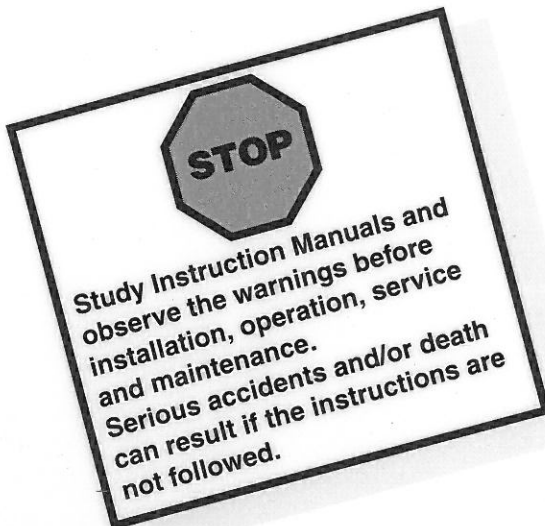 STOP
Study Instruction Manuals and
observe the warnings before
installation, operation, service
and maintenance.
Serious accidents and/or death
can result if the instructions are
not followed.